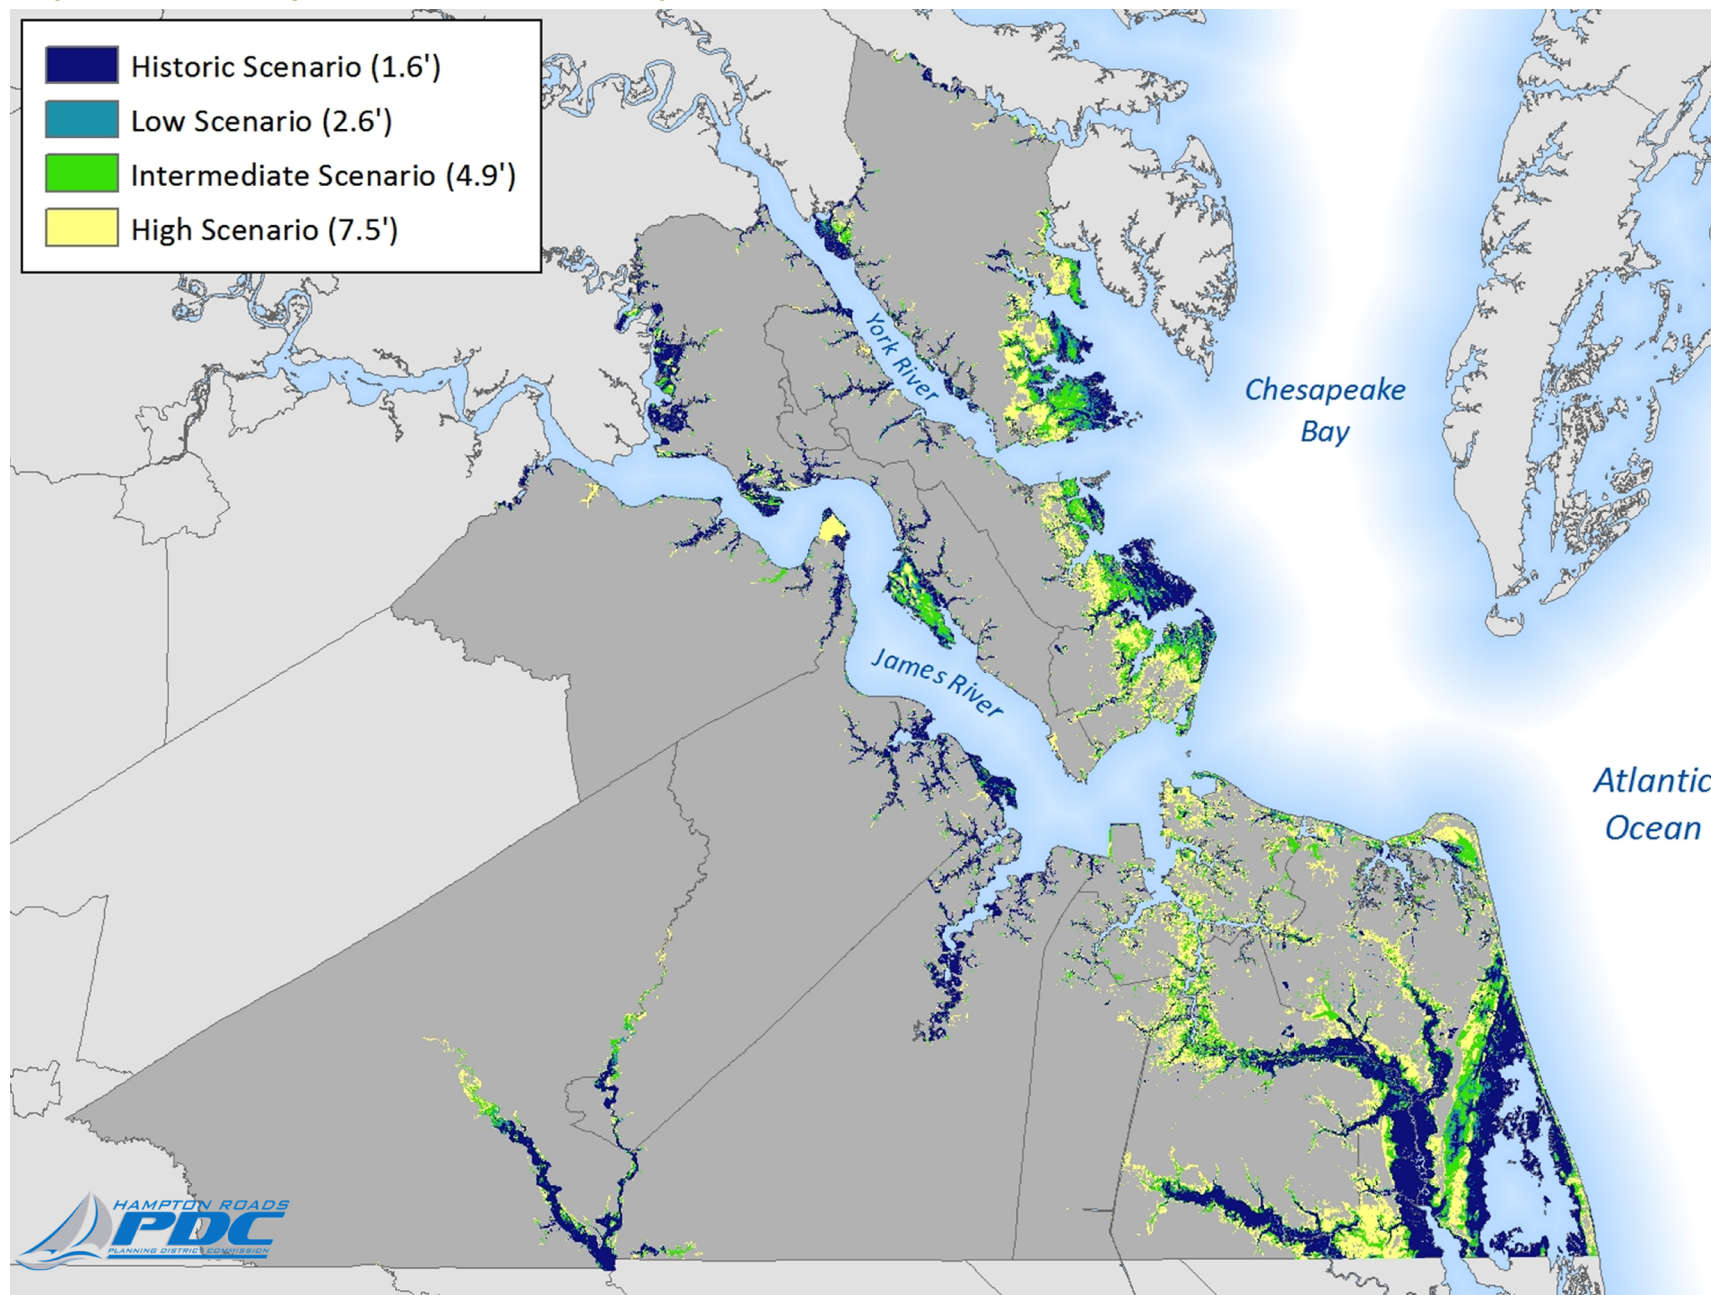 Historic Scenario (1.6')
Low Scenario (2.6')
Intermediate Scenario (4.9')
High Scenario (7.5')
York River
Chesapeake
Bay
James River
Atlantic
Ocean
HAMPTON ROADS
PDC
PLANNING DISTRICT COMMISSION